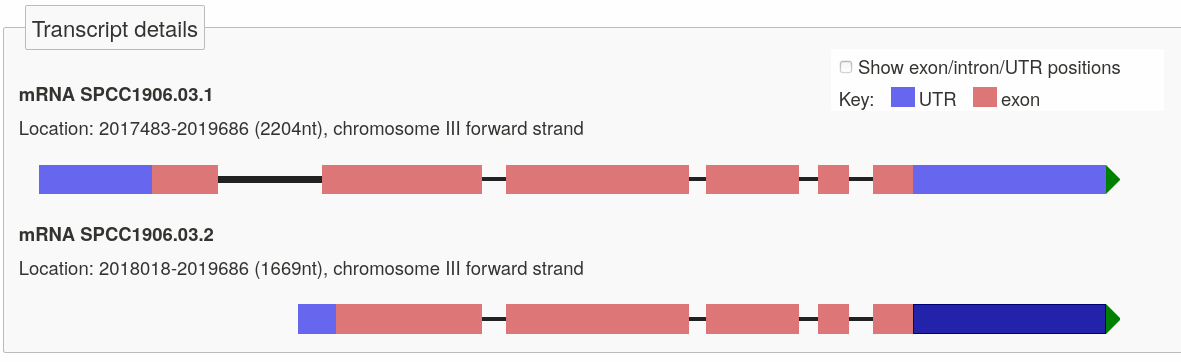 Transcript details
Show exon/intron/UTR positions
Key: UTR exon
mRNA SPCC1906.03.1
Location: 2017483-2019686 (2204nt), chromosome III forward strand
mRNA SPCC1906.03.2
Location: 2018018-2019686 (1669nt), chromosome III forward strand